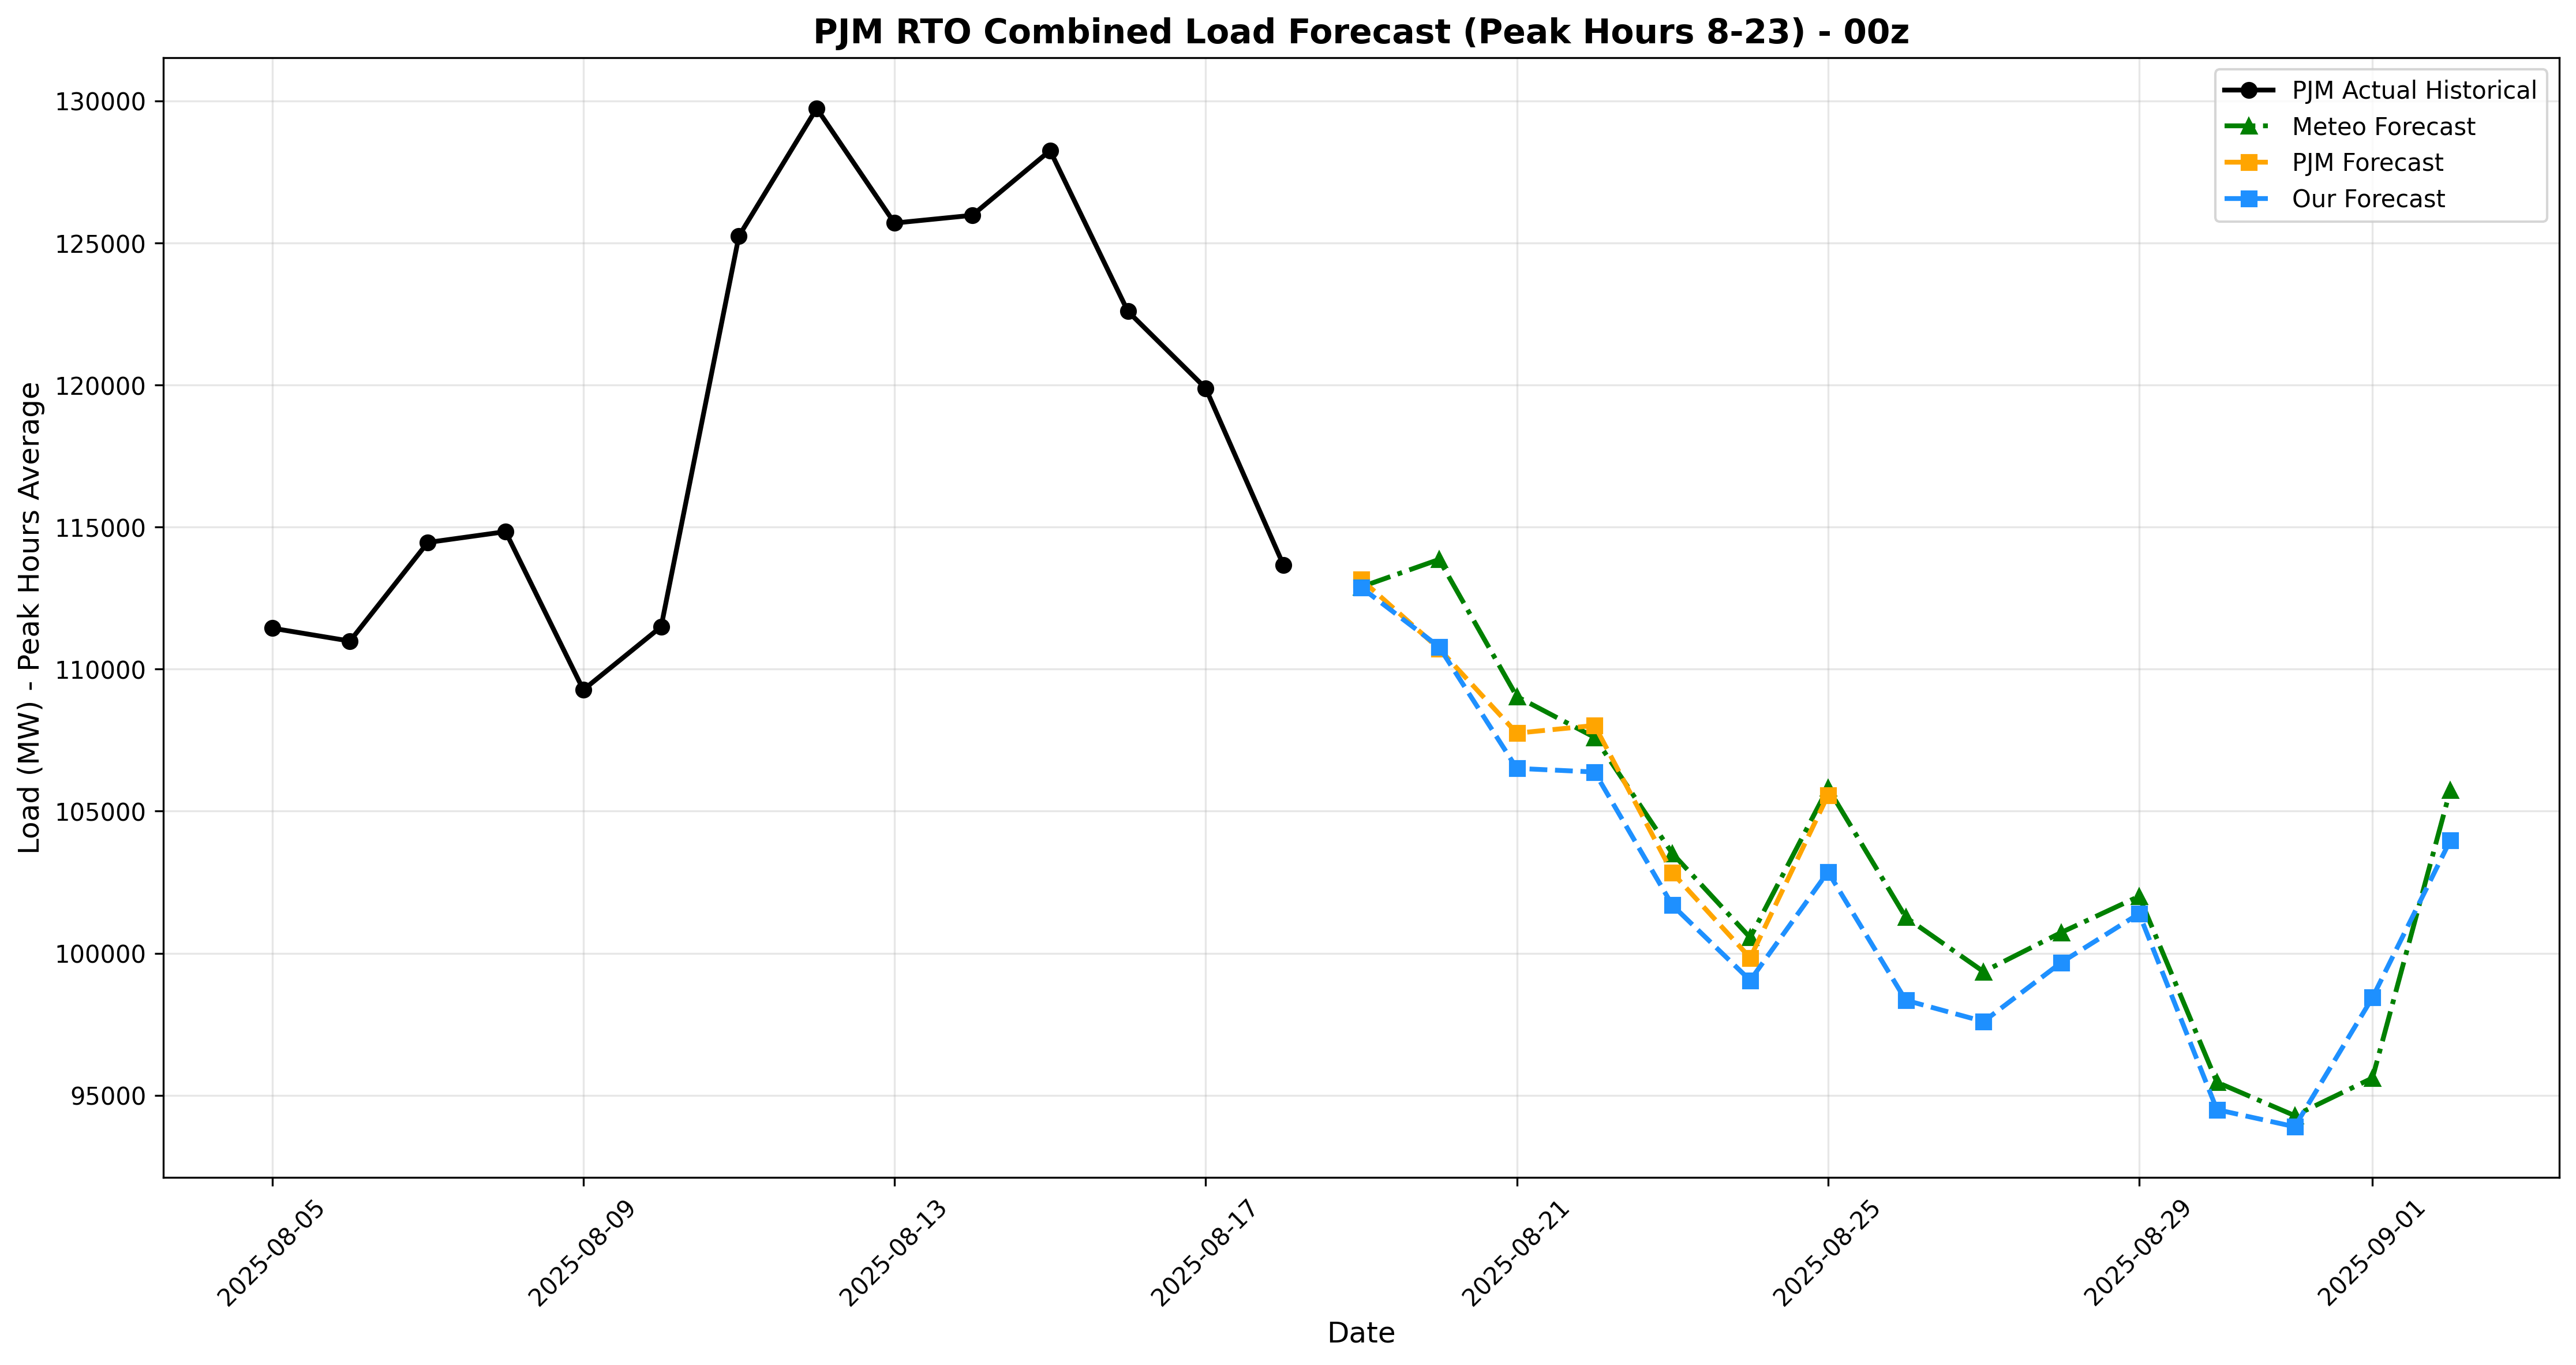 PJM RTO Combined Load Forecast (Peak Hours 8-23) - 00z
PJM Actual Historical
Meteo Forecast
PJM Forecast
Our Forecast
Load (MW) - Peak Hours Average
130000
125000
120000
115000
110000
105000
100000
95000
2025-08-05
2025-08-09
2025-08-13
2025-08-17
2025-08-21
2025-08-25
2025-08-29
2025-09-01
Date